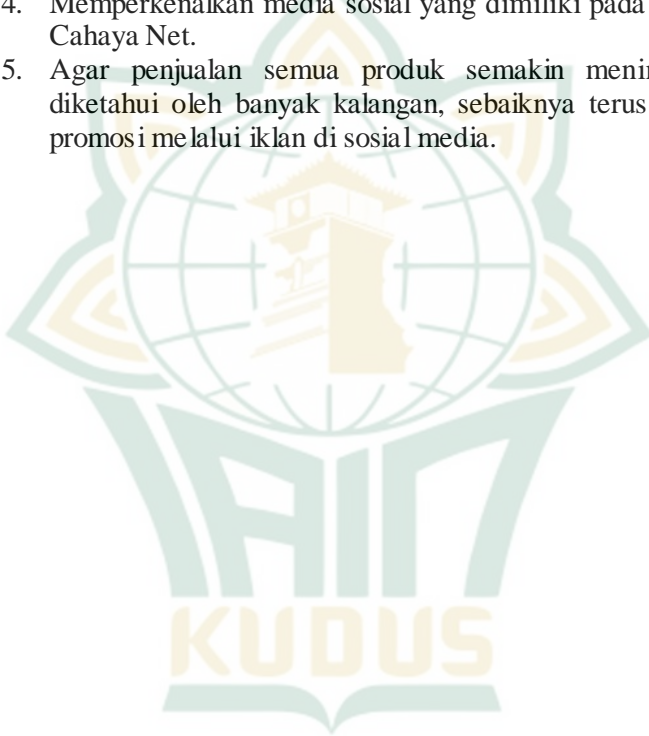 4. Memperkenalkan media sosial yang dimiliki pada
Cahaya Net.
5. Agar penjualan semua produk semakin
diketahui oleh banyak kalangan, sebaiknya terus
promosi melalui iklan di sosial media.
IAIN
KUDUS